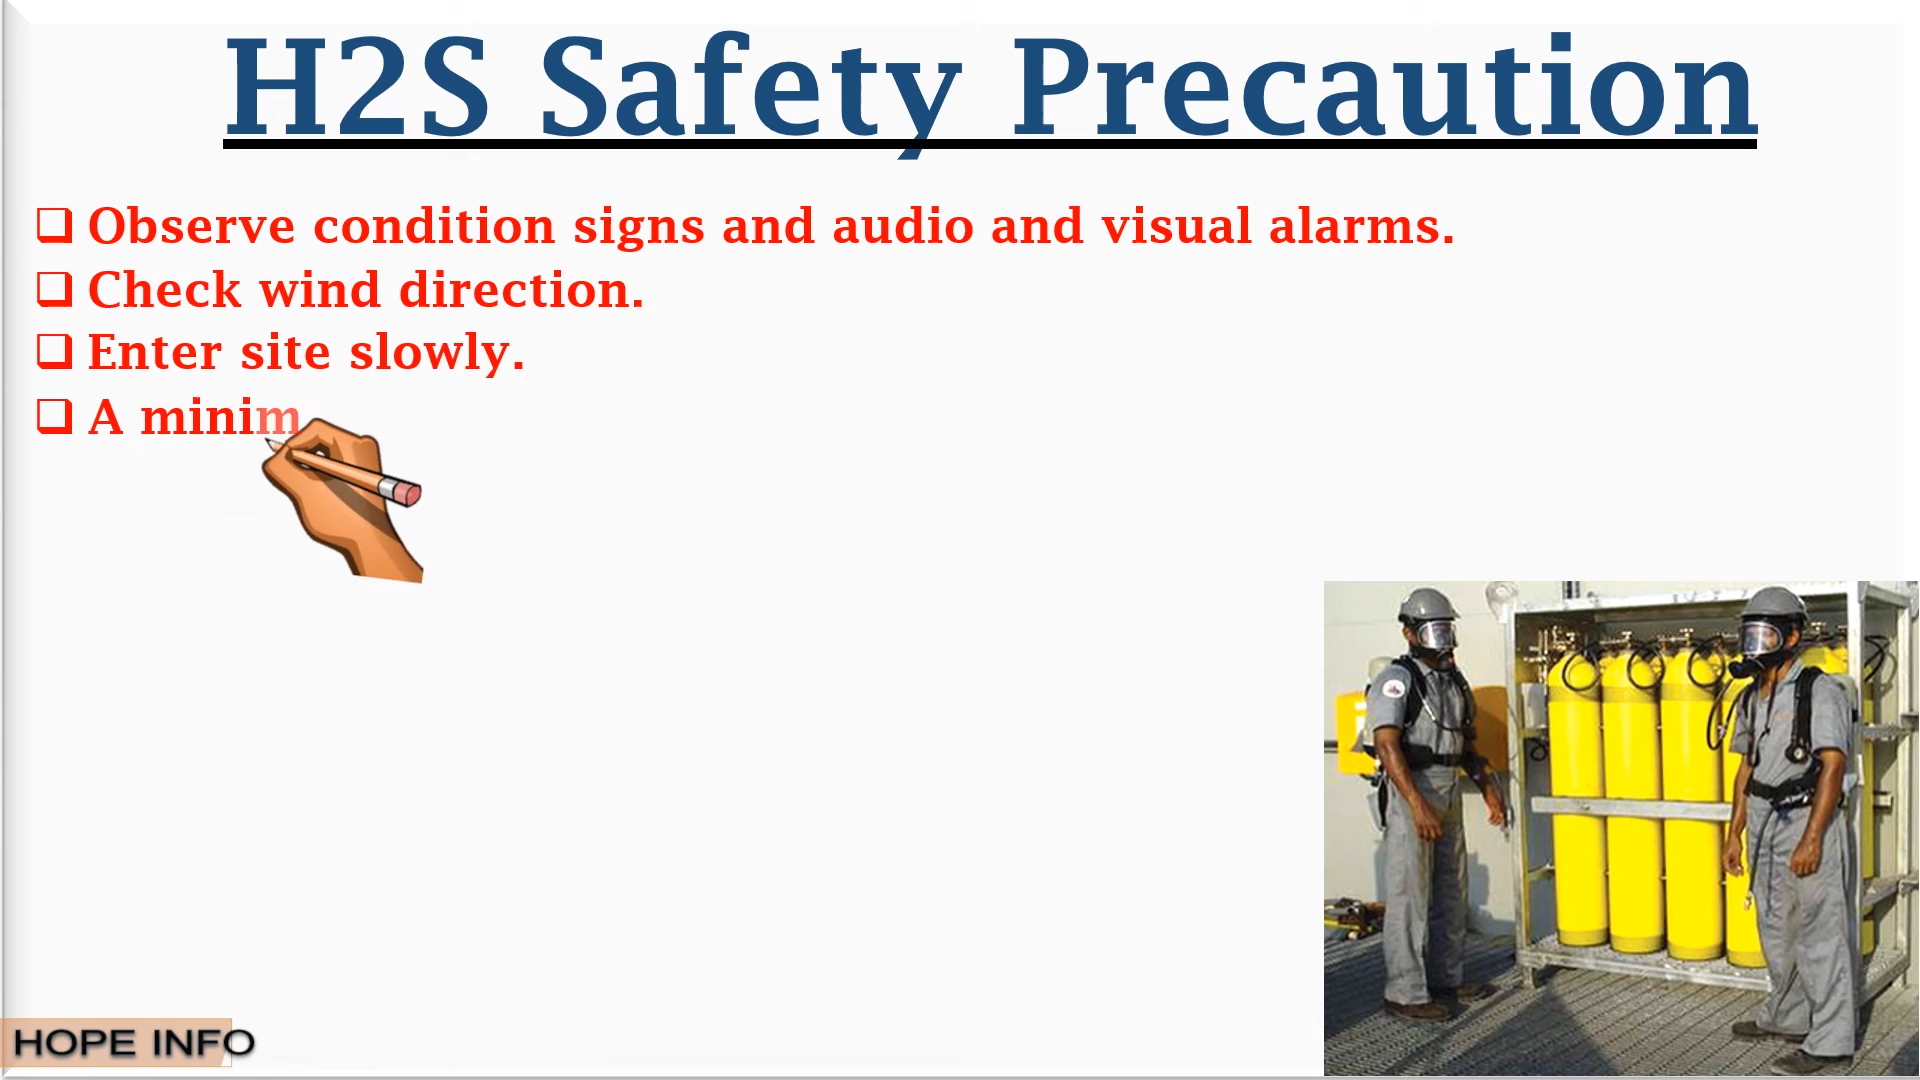 H2S Safety Precaution
❑ Observe condition signs and audio and visual alarms.
❑ Check wind direction.
❑ Enter site slowly.
❑ A minim
HOPE INFO